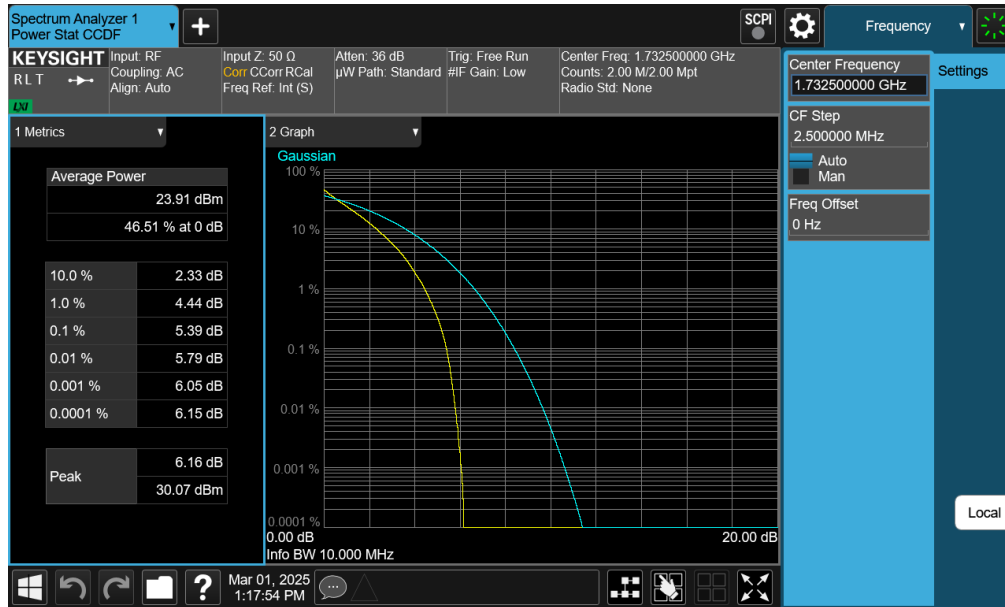 Spectrum Analyzer 1
Power Stat CCDF
SCPI
Frequency
KEYSIGHT
R L T
LXI
Input: RF
Coupling: AC
Align: Auto
Input Z: 50 Ω
Corr CCorr RCal
Freq Ref: Int (S)
Atten: 36 dB
µW Path: Standard
Trig: Free Run
#IF Gain: Low
Center Freq: 1.732500000 GHz
Counts: 2.00 M/2.00 Mpt
Radio Std: None
Center Frequency
1.732500000 GHz
Settings
CF Step
2.500000 MHz
Auto
Man
Freq Offset
0 Hz
1 Metrics
Average Power
23.91 dBm
46.51 % at 0 dB
10.0 % 2.33 dB
1.0 % 4.44 dB
0.1 % 5.39 dB
0.01 % 5.79 dB
0.001 % 6.05 dB
0.0001 % 6.15 dB
Peak
6.16 dB
30.07 dBm
2 Graph
Gaussian
100 %
10 %
1 %
0.1 %
0.01 %
0.001 %
0.0001 %
0.00 dB
20.00 dB
Info BW 10.000 MHz
Local
?
Mar 01, 2025
1:17:54 PM